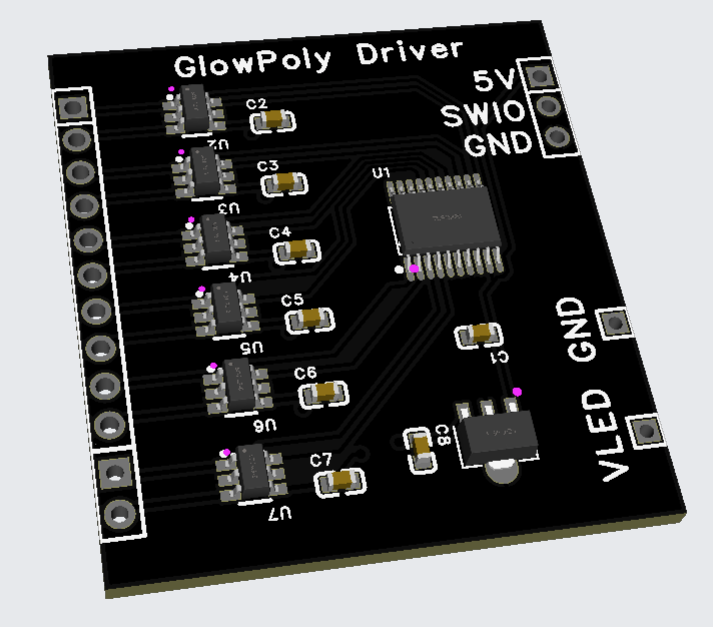 GlowPoly Driver
5V
SWIO
GND
C2
U2
C3
U3
U1
C4
U4
C5
U5
C6
U6
C1
GND
C7
U7
C8
VLED